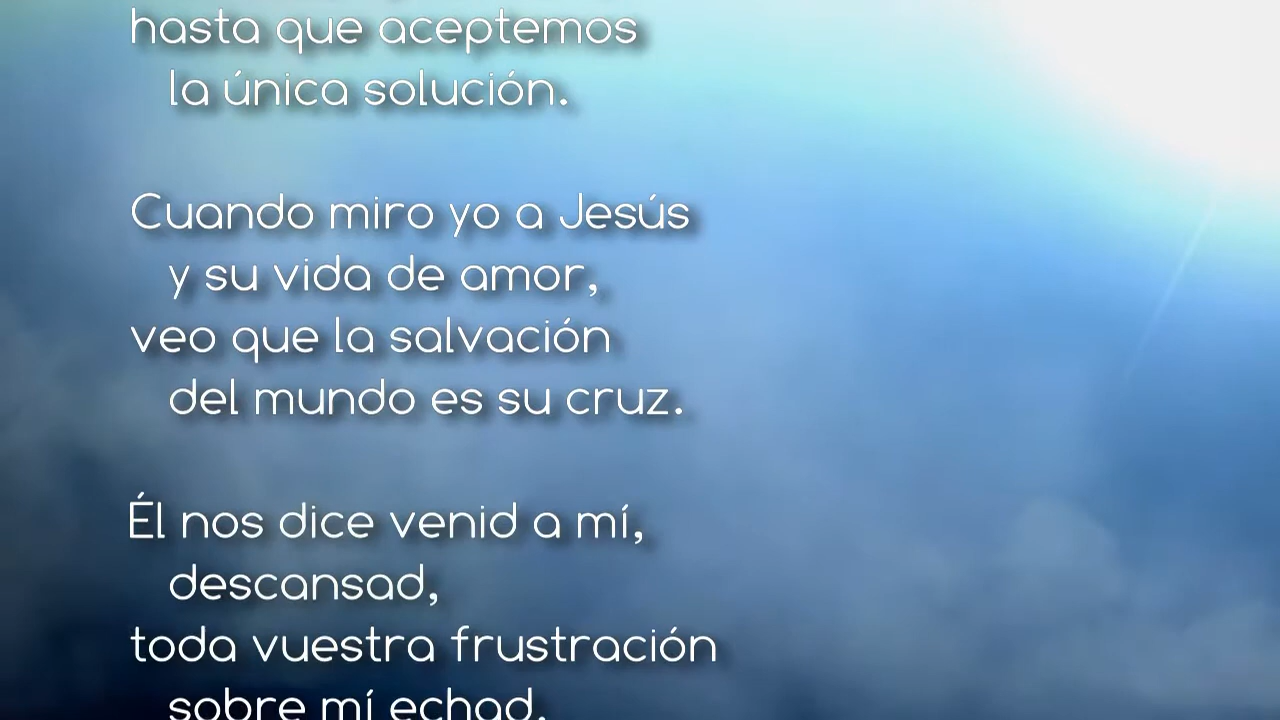 hasta que aceptemos
la única solución.
Cuando miro yo a Jesús
y su vida de amor,
veo que la salvación
del mundo es su cruz.
Él nos dice venid a mí,
descansad,
toda vuestra frustración
sobre mí echad.